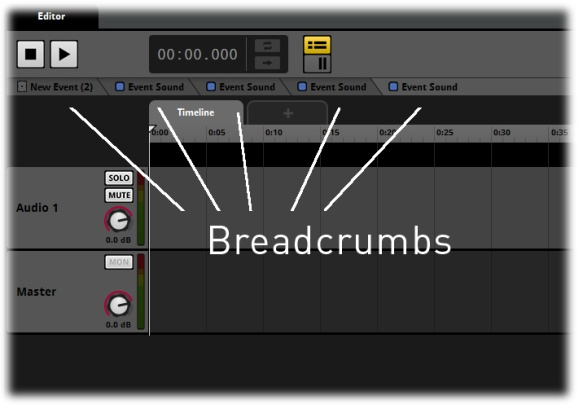 Editor
00:00.000
New Event (2) Event Sound Event Sound Event Sound Event Sound
Timeline +
0:00 0:05 0:10 0:15 0:20 0:25 0:30 0:35
SOLO
MUTE
Audio 1
0.0 dB
Breadcrumbs
MON
Master
0.0 dB